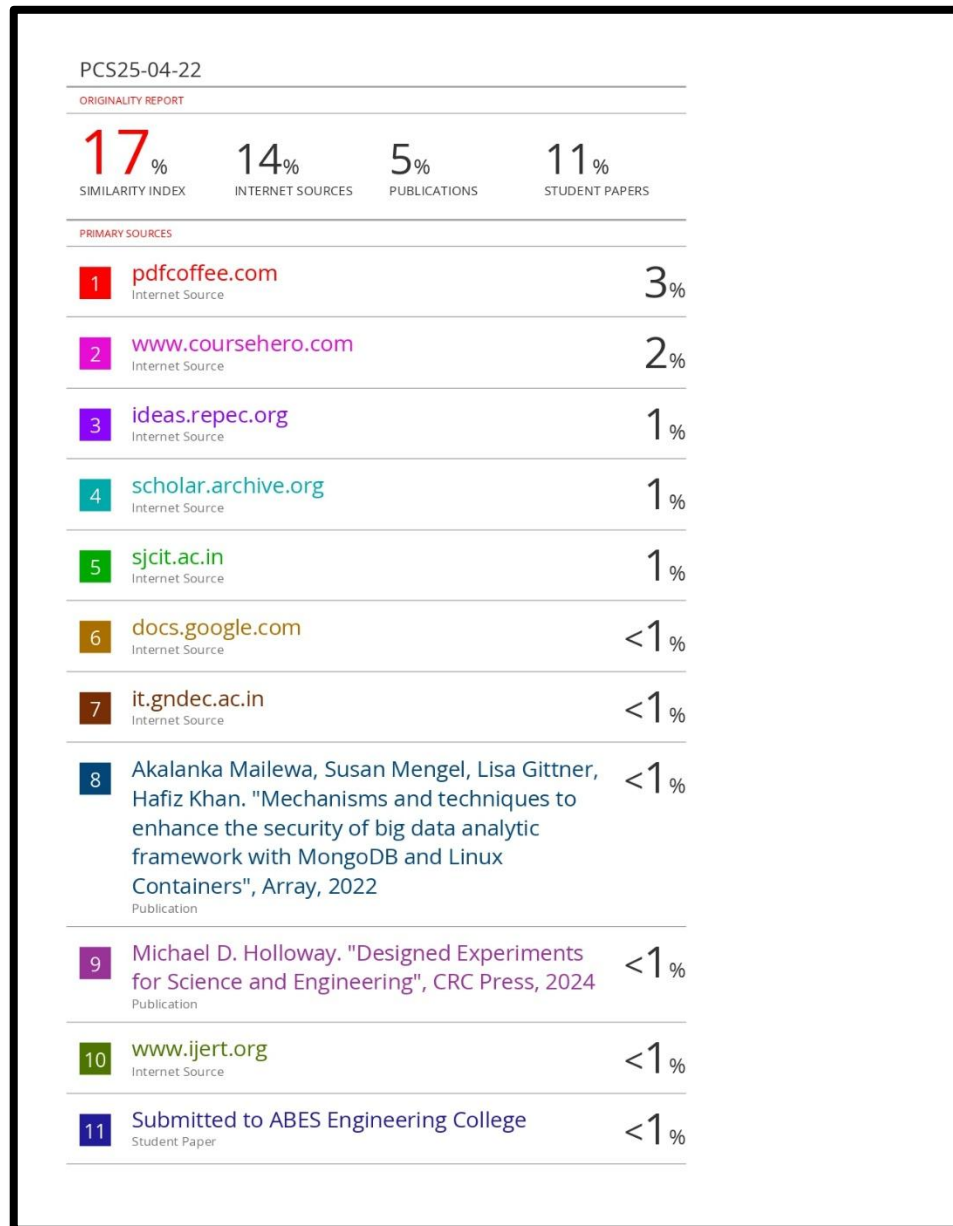 PCS25-04-22
ORIGINALITY REPORT
17% 14% 5% 11%
SIMILARITY INDEX INTERNET SOURCES PUBLICATIONS STUDENT PAPERS
PRIMARY SOURCES
1 pdfcoffee.com 3%
Internet Source
2 www.coursehero.com 2%
Internet Source
3 ideas.repec.org 1%
Internet Source
4 scholar.archive.org 1%
Internet Source
5 sjcit.ac.in 1%
Internet Source
6 docs.google.com <1%
Internet Source
7 it.gndec.ac.in <1%
Internet Source
8 Akalanka Mailewa, Susan Mengel, Lisa Gittner, <1%
Hafiz Khan. "Mechanisms and techniques to
enhance the security of big data analytic
framework with MongoDB and Linux
Containers", Array, 2022
Publication
9 Michael D. Holloway. "Designed Experiments <1%
for Science and Engineering", CRC Press, 2024
Publication
10 www.ijert.org <1%
Internet Source
11 Submitted to ABES Engineering College <1%
Student Paper